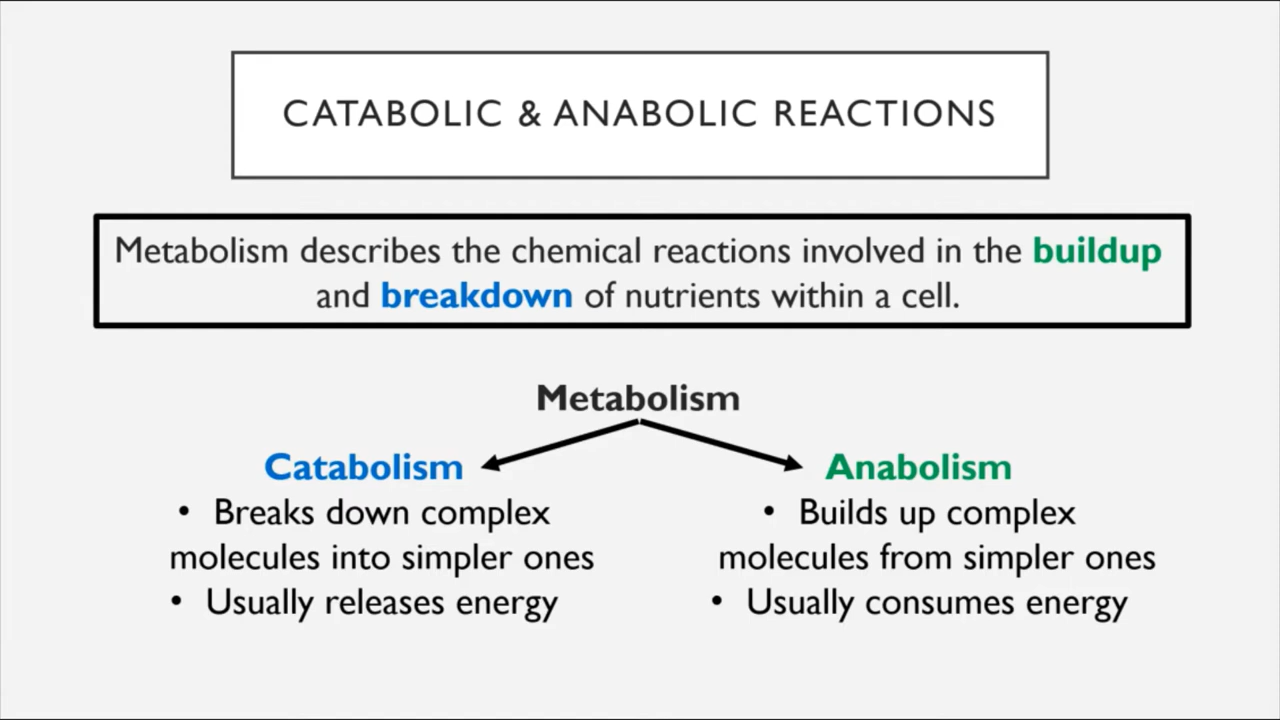 CATABOLIC & ANABOLIC REACTIONS
Metabolism describes the chemical reactions involved in the buildup
and breakdown of nutrients within a cell.
Metabolism
Catabolism
• Breaks down complex
molecules into simpler ones
• Usually releases energy
Anabolism
• Builds up complex
molecules from simpler ones
• Usually consumes energy